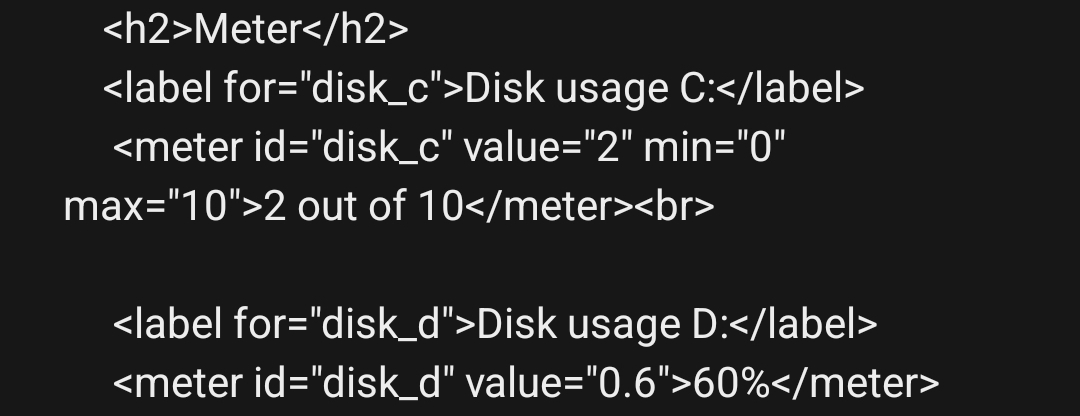 <h2>Meter</h2>
<label for="disk_c">Disk usage C:</label>
<meter id="disk_c" value="2" min="0"
max="10">2 out of 10</meter><br>
<label for="disk_d">Disk usage D:</label>
<meter id="disk_d" value="0.6">60%</meter>